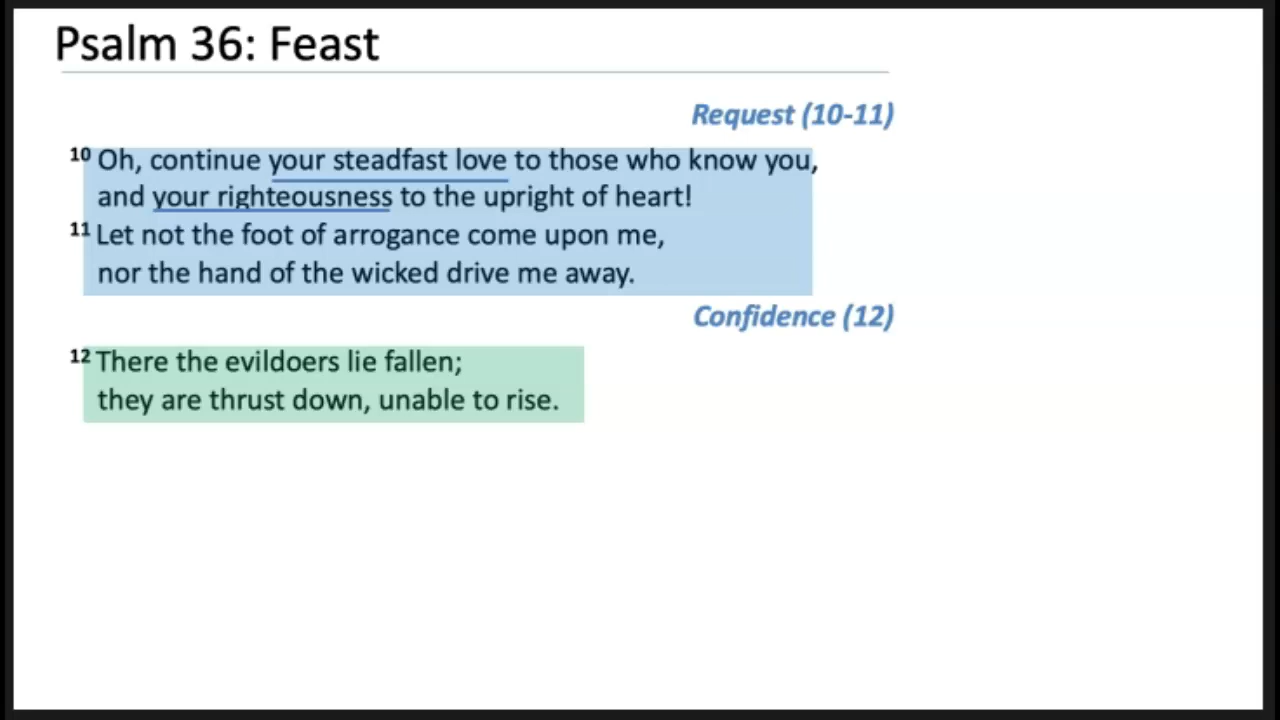 Psalm 36: Feast
Request (10-11)
10 Oh, continue your steadfast love to those who know you,
and your righteousness to the upright of heart!
11 Let not the foot of arrogance come upon me,
nor the hand of the wicked drive me away.
Confidence (12)
12 There the evildoers lie fallen;
they are thrust down, unable to rise.